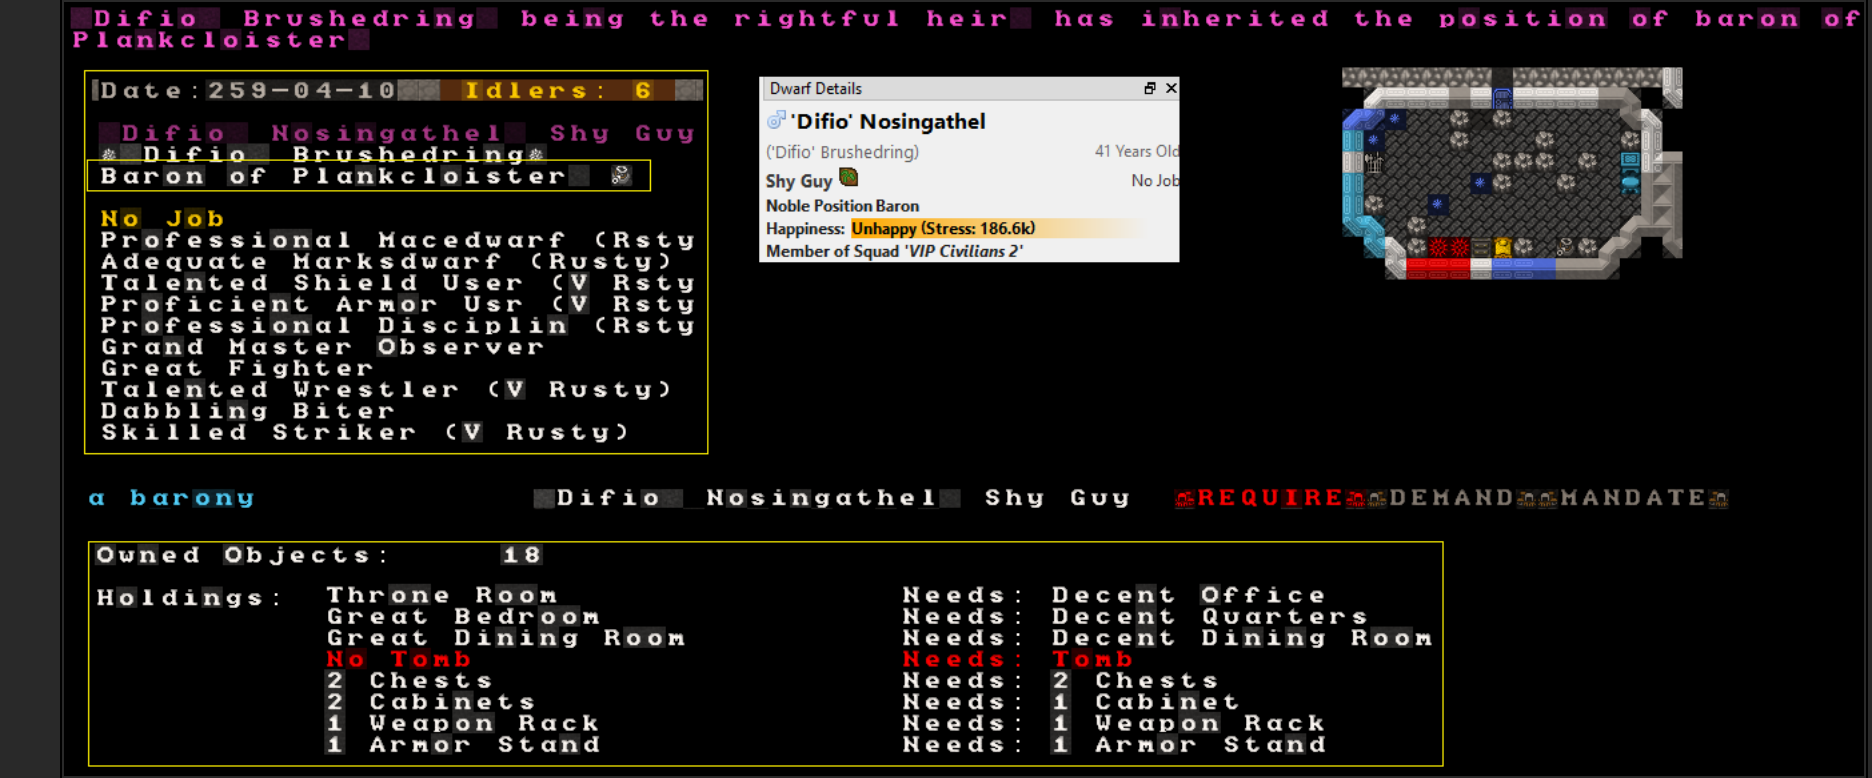 Difio Brushedring being the rightful heir has inherited the position of baron of
Plankcloister
Date:259-04-10 Idlers: 6
Difio Nosingathel Shy Guy
Difio Brushedring
Baron of Plankcloister
No Job
Professional Macedwarf (Rsty
Adequate Marksdwarf (Rusty)
Talented Shield User (V Rsty
Proficient Armor Usr (V Rsty
Professional Disciplin (Rsty
Grand Master Observer
Great Fighter
Talented Wrestler (V Rusty)
Dabbling Biter
Skilled Striker (V Rusty)
Dwarf Details
'Difio' Nosingathel
('Difio' Brushedring) 41 Years Old
Shy Guy No Job
Noble Position Baron
Happiness: Unhappy (Stress: 186.6k)
Member of Squad 'VIP Civilians 2'
a barony Difio Nosingathel Shy Guy REQUIRE DEMAND MANDATE
Owned Objects: 18
Holdings: Throne Room Needs: Decent Office
Great Bedroom Needs: Decent Quarters
Great Dining Room Needs: Decent Dining Room
No Tomb Needs: Tomb
2 Chests Needs: 2 Chests
2 Cabinets Needs: 1 Cabinet
1 Weapon Rack Needs: 1 Weapon Rack
1 Armor Stand Needs: 1 Armor Stand